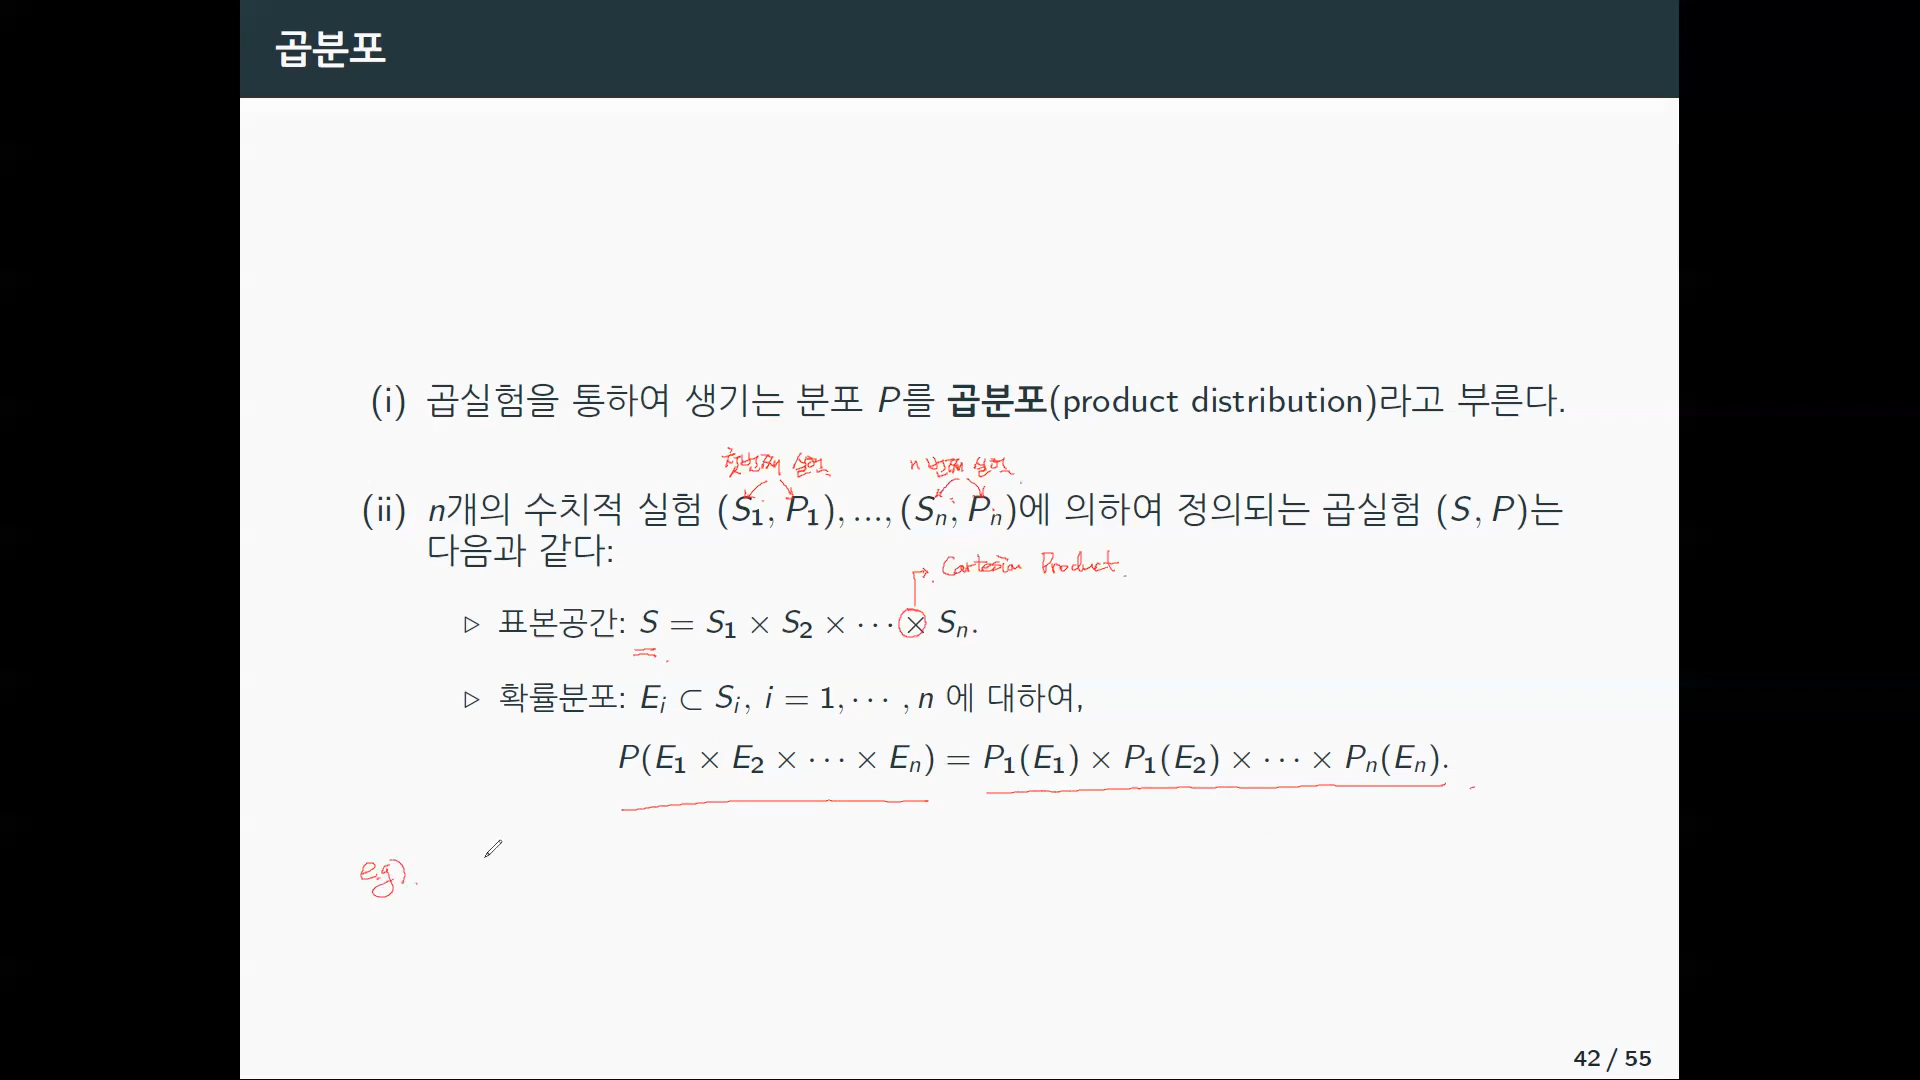 곱분포
(i) 곱실험을 통하여 생기는 분포 P를 곱분포(product distribution)라고 부른다.
첫번째 실험 n번째 실험
(ii) n개의 수치적 실험 (S₁, P₁), ..., (Sₙ, Pₙ)에 의하여 정의되는 곱실험 (S, P)는
다음과 같다:
Cartesian Product
▷ 표본공간: S = S₁ × S₂ × ⋯ × Sₙ.
▷ 확률분포: Eᵢ ⊂ Sᵢ, i = 1, ⋯ , n 에 대하여,
P(E₁ × E₂ × ⋯ × Eₙ) = P₁(E₁) × P₁(E₂) × ⋯ × Pₙ(Eₙ).
e.g).
42 / 55